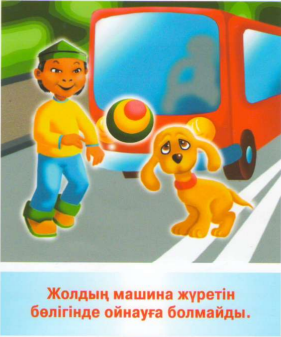 Жолдың машина жүретін
бөлігінде ойнауға болмайды.